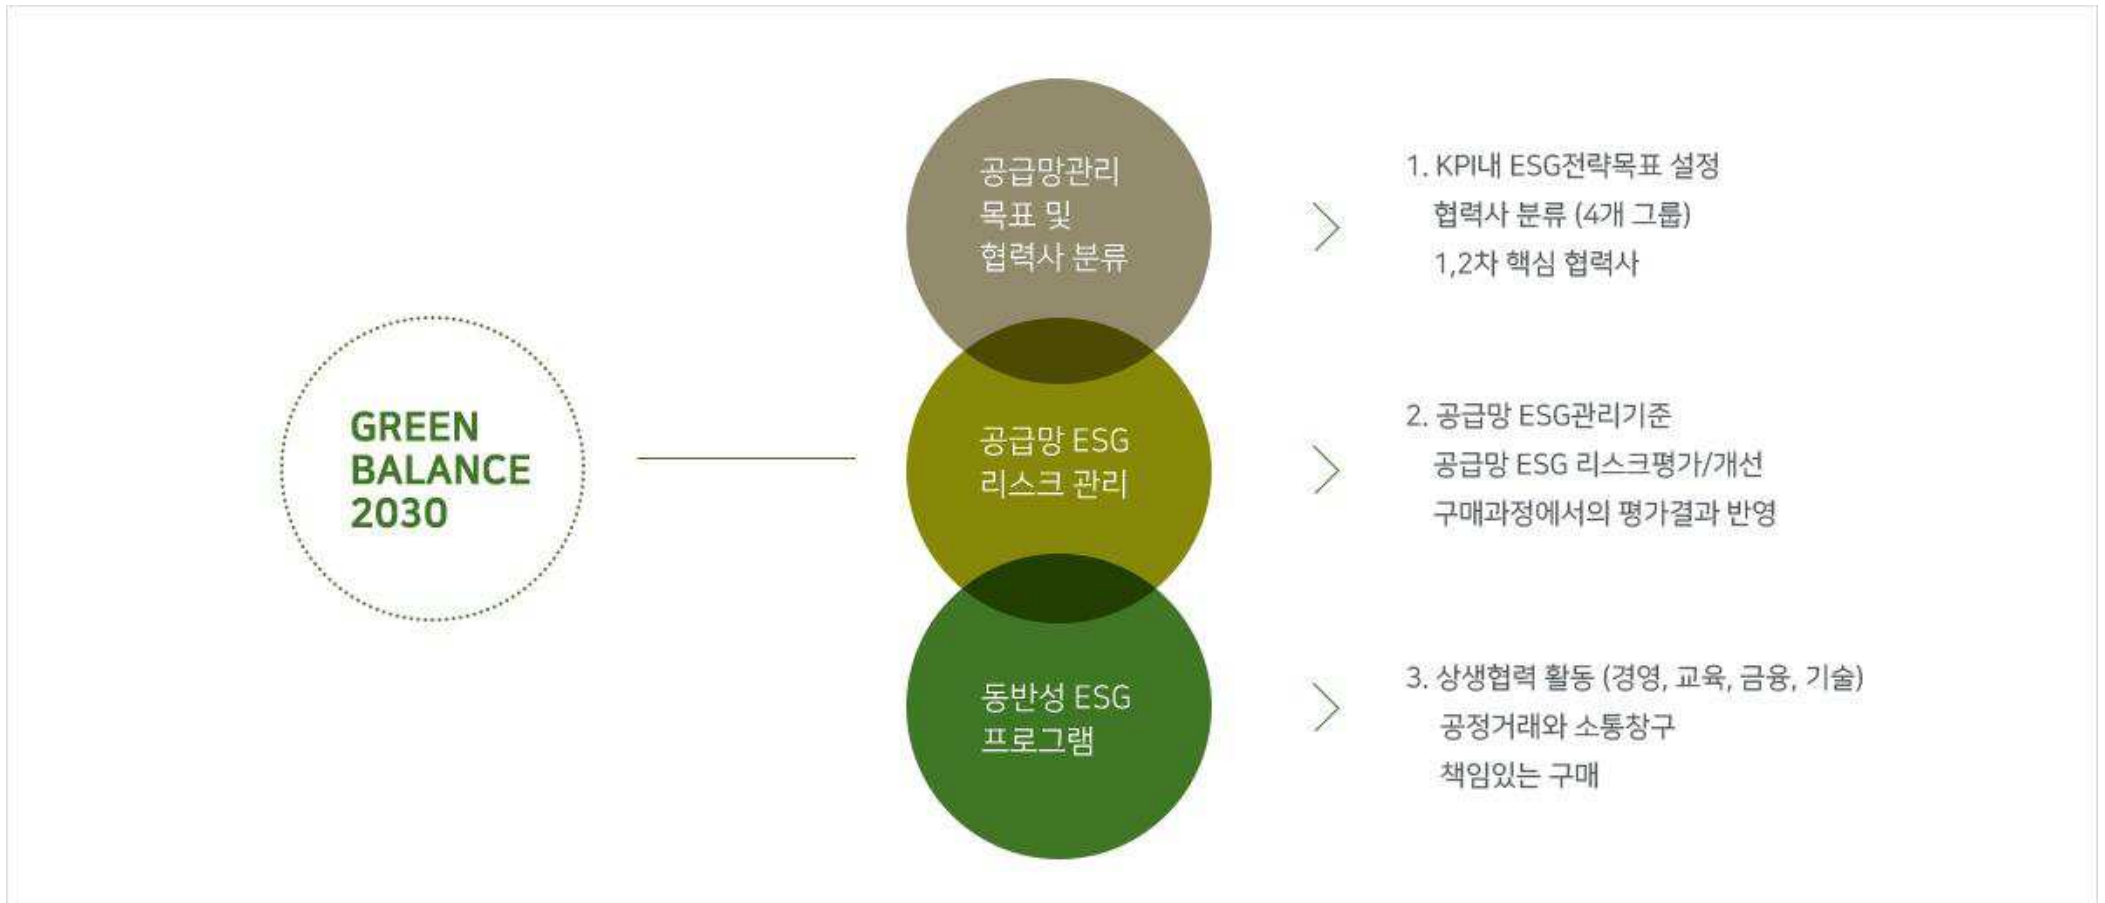 GREEN
BALANCE
2030
공급망관리
목표 및
협력사 분류
1. KPI내 ESG전략목표 설정
협력사 분류 (4개 그룹)
1,2차 핵심 협력사
공급망 ESG
리스크 관리
2. 공급망 ESG관리기준
공급망 ESG 리스크평가/개선
구매과정에서의 평가결과 반영
동반성 ESG
프로그램
3. 상생협력 활동 (경영, 교육, 금융, 기술)
공정거래와 소통창구
책임있는 구매